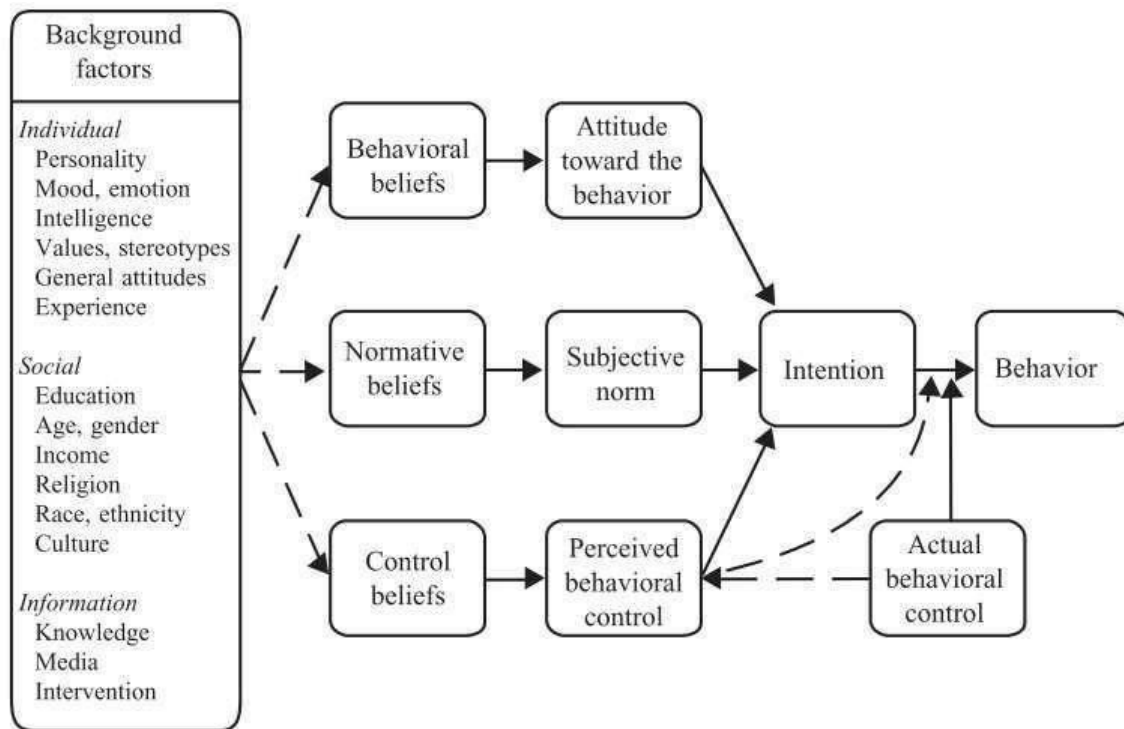 Background
factors
Individual
Personality
Mood, emotion
Intelligence
Values, stereotypes
General attitudes
Experience
Social
Education
Age, gender
Income
Religion
Race, ethnicity
Culture
Information
Knowledge
Media
Intervention
Behavioral
beliefs
Attitude
toward the
behavior
Normative
beliefs
Subjective
norm
Intention
Behavior
Control
beliefs
Perceived
behavioral
control
Actual
behavioral
control